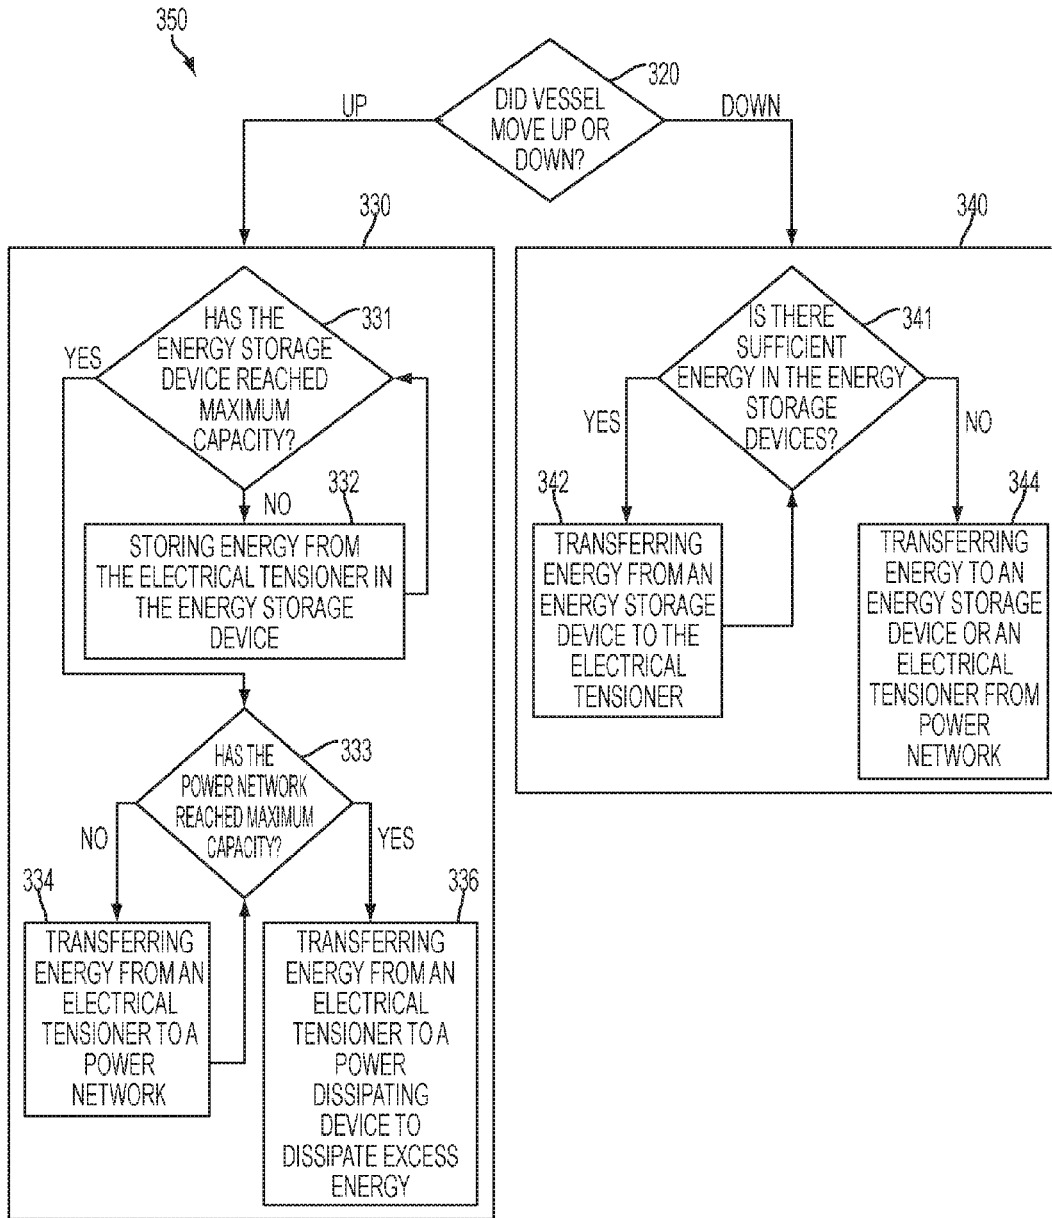 350
320
DID VESSEL
MOVE UP OR
DOWN?
UP
DOWN
330
331
HAS THE
ENERGY STORAGE
DEVICE REACHED
MAXIMUM
CAPACITY?
YES
NO
332
STORING ENERGY FROM
THE ELECTRICAL TENSIONER IN
THE ENERGY STORAGE
DEVICE
333
HAS THE
POWER NETWORK
REACHED MAXIMUM
CAPACITY?
NO
YES
334
TRANSFERRING
ENERGY FROM AN
ELECTRICAL
TENSIONER TO A
POWER
NETWORK
336
TRANSFERRING
ENERGY FROM AN
ELECTRICAL
TENSIONER TO A
POWER
DISSIPATING
DEVICE TO
DISSIPATE EXCESS
ENERGY
340
341
IS THERE
SUFFICIENT
ENERGY IN THE ENERGY
STORAGE
DEVICES?
YES
NO
342
TRANSFERRING
ENERGY FROM AN
ENERGY STORAGE
DEVICE TO THE
ELECTRICAL
TENSIONER
344
TRANSFERRING
ENERGY TO AN
ENERGY STORAGE
DEVICE OR AN
ELECTRICAL
TENSIONER FROM
POWER
NETWORK